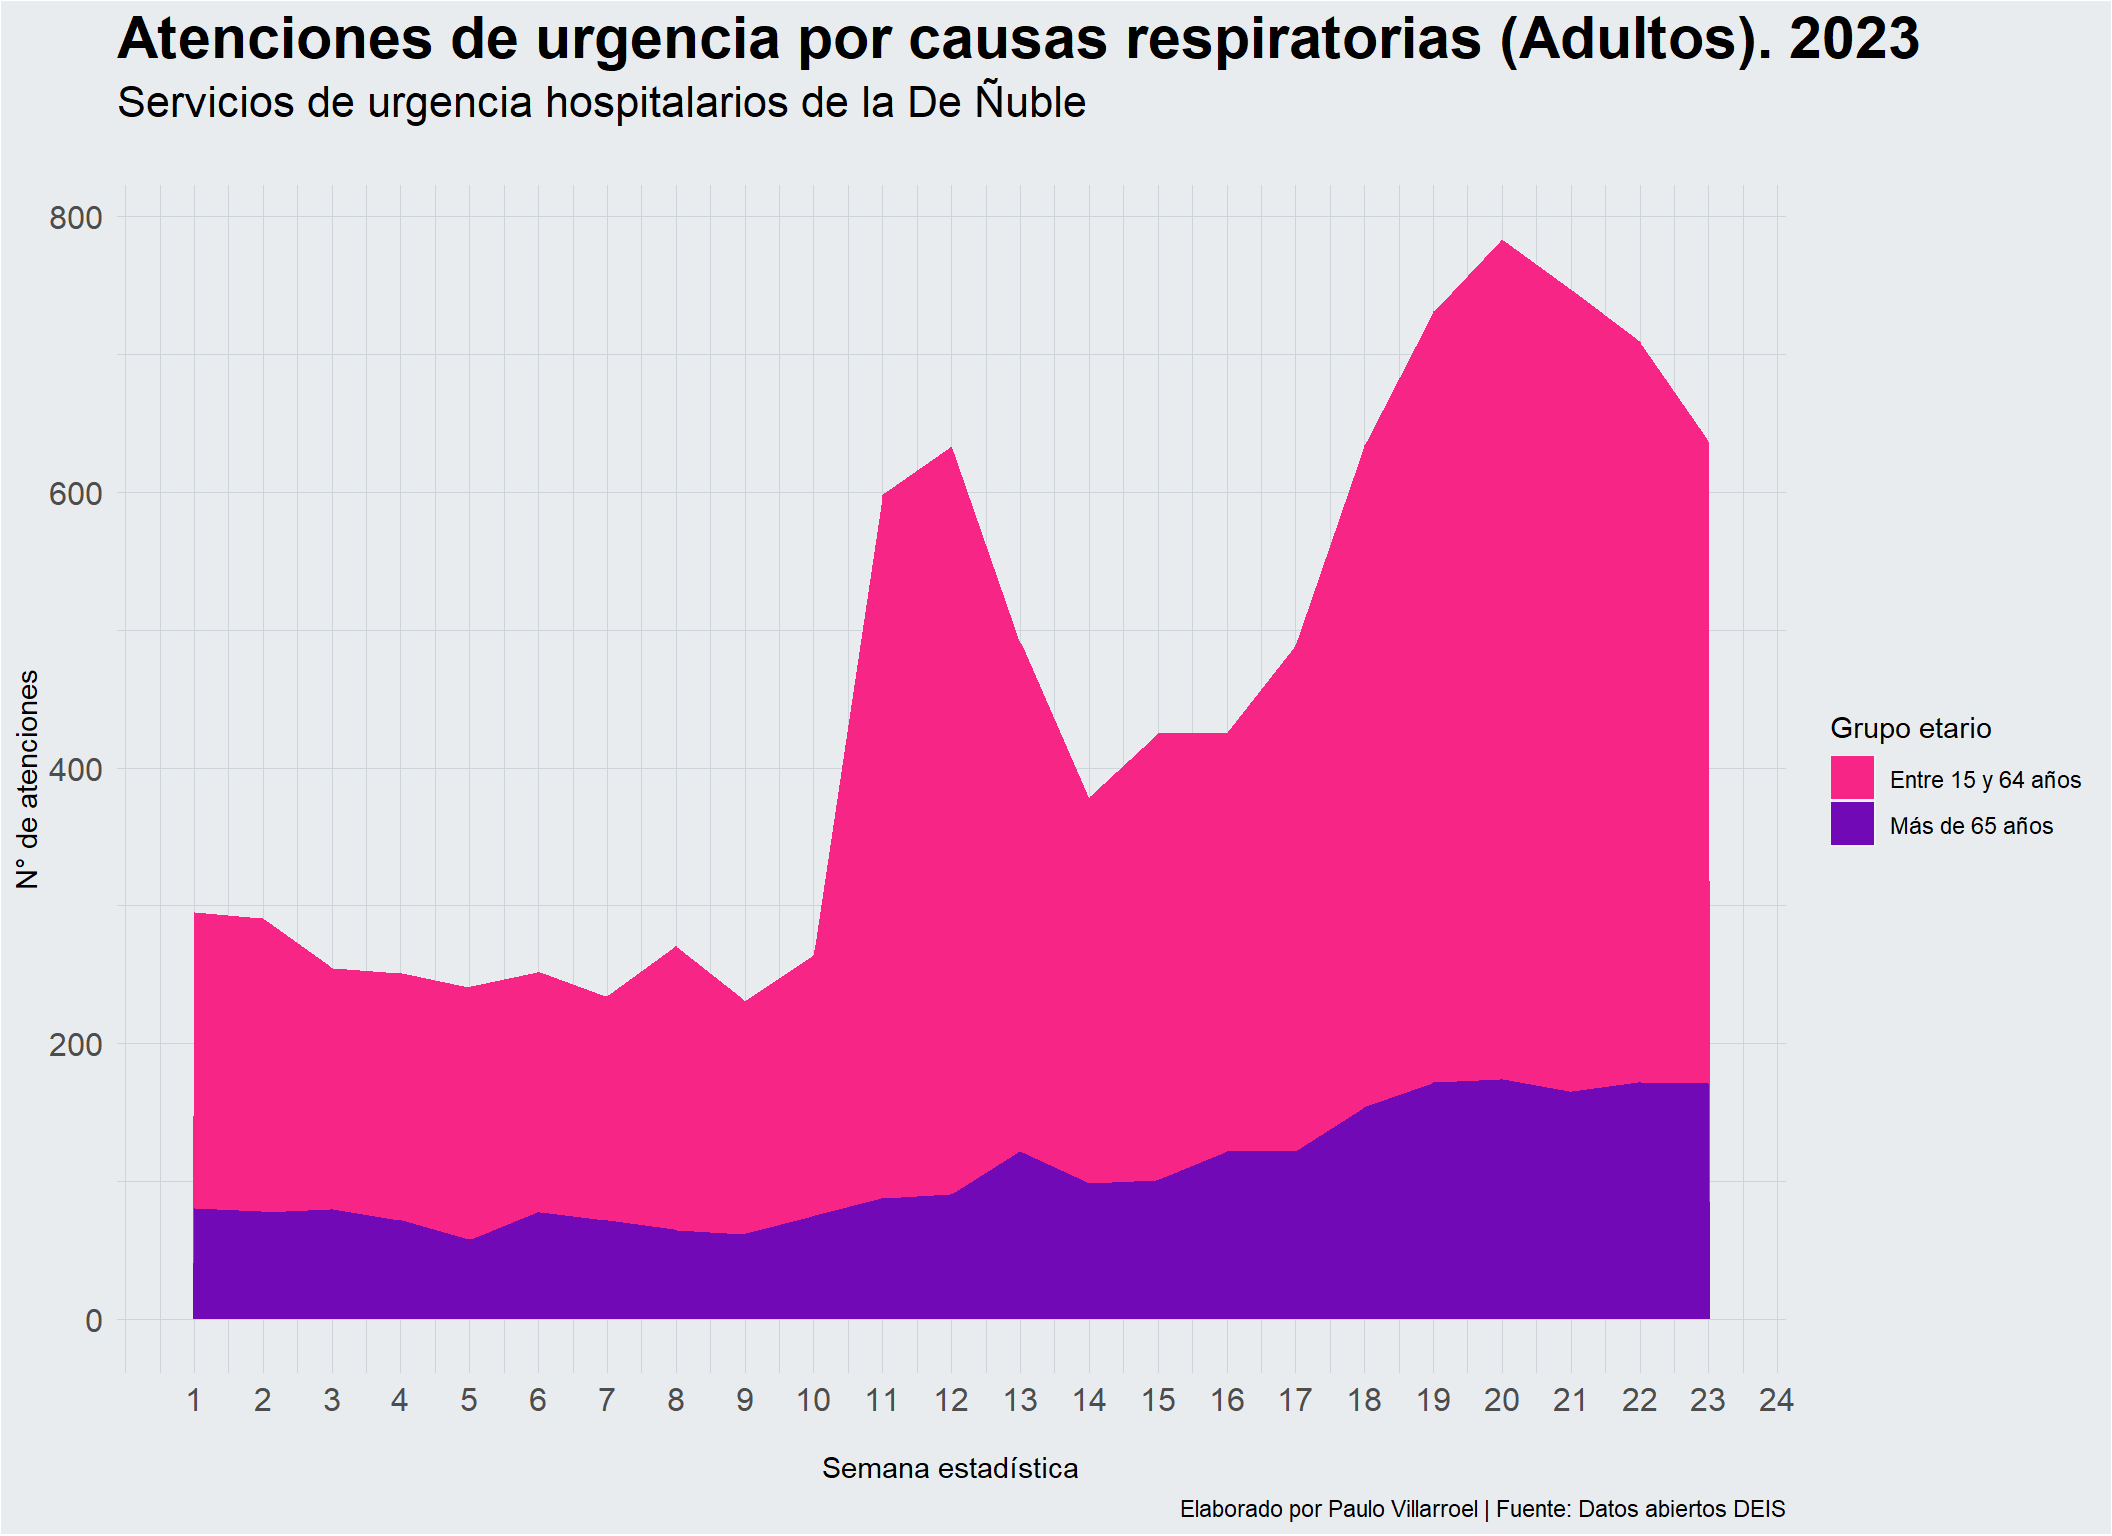 Atenciones de urgencia por causas respiratorias (Adultos). 2023
Servicios de urgencia hospitalarios de la De Ñuble
N° de atenciones
800
600
400
200
0
Grupo etario
Entre 15 y 64 años
Más de 65 años
1 2 3 4 5 6 7 8 9 10 11 12 13 14 15 16 17 18 19 20 21 22 23 24
Semana estadística
Elaborado por Paulo Villarroel | Fuente: Datos abiertos DEIS